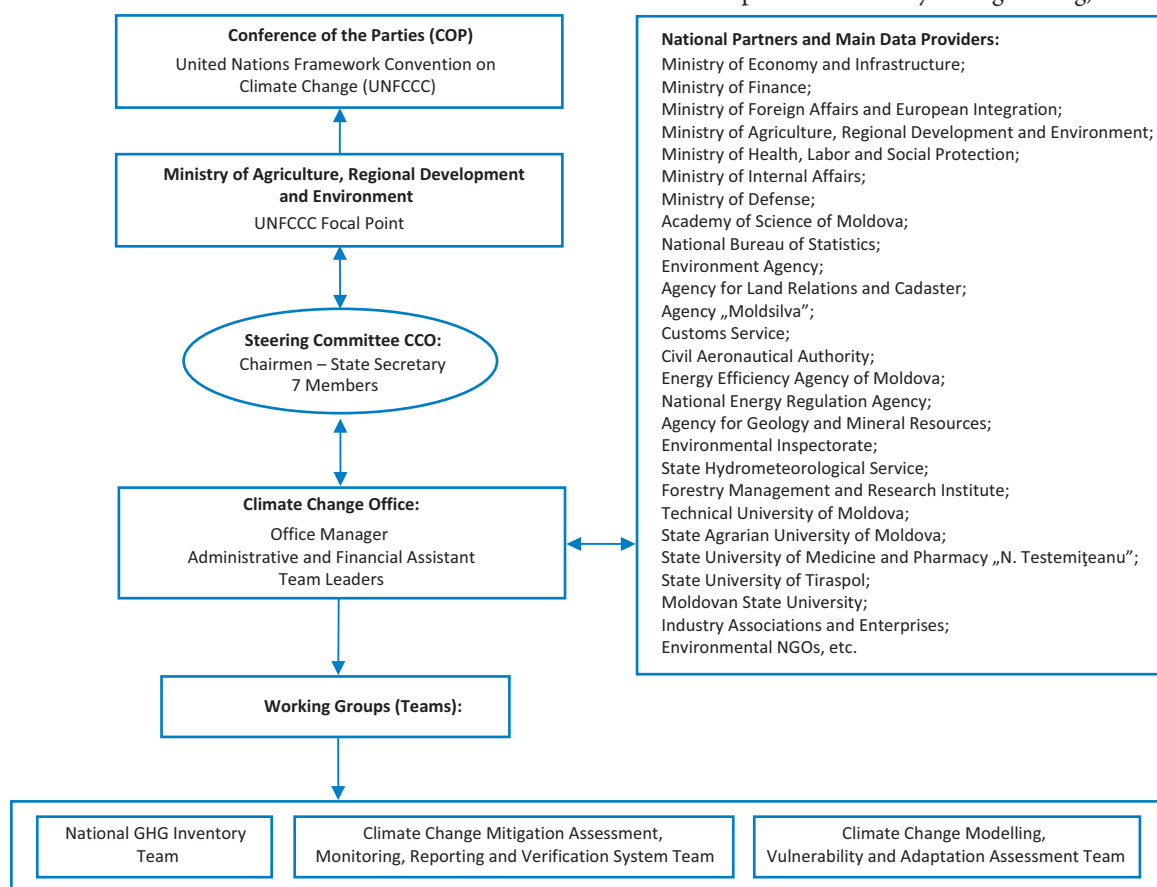 Conference of the Parties (COP)
United Nations Framework Convention on
Climate Change (UNFCCC)
Ministry of Agriculture, Regional Development
and Environment
UNFCCC Focal Point
Steering Committee CCO:
Chairmen – State Secretary
7 Members
Climate Change Office:
Office Manager
Administrative and Financial Assistant
Team Leaders
National Partners and Main Data Providers:
Ministry of Economy and Infrastructure;
Ministry of Finance;
Ministry of Foreign Affairs and European Integration;
Ministry of Agriculture, Regional Development and Environment;
Ministry of Health, Labor and Social Protection;
Ministry of Internal Affairs;
Ministry of Defense;
Academy of Science of Moldova;
National Bureau of Statistics;
Environment Agency;
Agency for Land Relations and Cadaster;
Agency „Moldsilva”;
Customs Service;
Civil Aeronautical Authority;
Energy Efficiency Agency of Moldova;
National Energy Regulation Agency;
Agency for Geology and Mineral Resources;
Environmental Inspectorate;
State Hydrometeorological Service;
Forestry Management and Research Institute;
Technical University of Moldova;
State Agrarian University of Moldova;
State University of Medicine and Pharmacy „N. Testemiţeanu”;
State University of Tiraspol;
Moldovan State University;
Industry Associations and Enterprises;
Environmental NGOs, etc.
Working Groups (Teams):
National GHG Inventory
Team
Climate Change Mitigation Assessment,
Monitoring, Reporting and Verification System Team
Climate Change Modelling,
Vulnerability and Adaptation Assessment Team